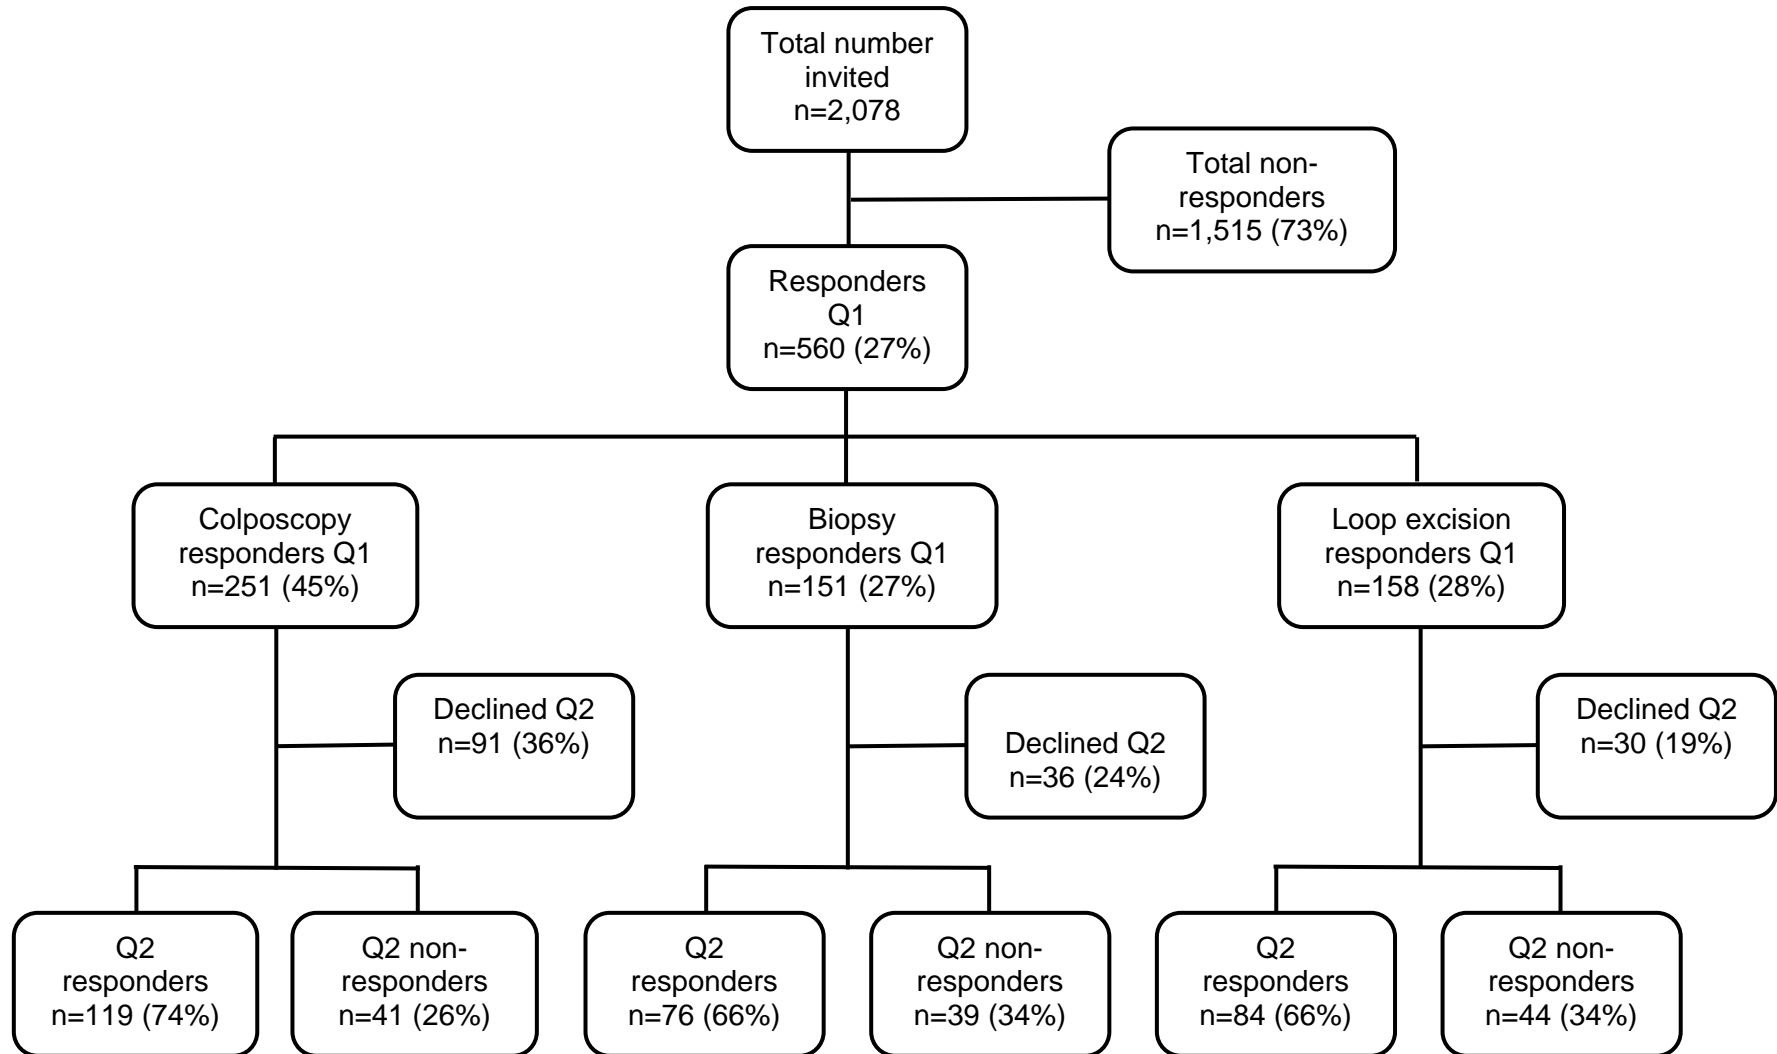 Total number
invited
n=2,078
Total non-
responders
n=1,515 (73%)
Responders
Q1
n=560 (27%)
Colposcopy
responders Q1
n=251 (45%)
Biopsy
responders Q1
n=151 (27%)
Loop excision
responders Q1
n=158 (28%)
Declined Q2
n=91 (36%)
Declined Q2
n=36 (24%)
Declined Q2
n=30 (19%)
Q2
responders
n=119 (74%)
Q2 non-
responders
n=41 (26%)
Q2
responders
n=76 (66%)
Q2 non-
responders
n=39 (34%)
Q2
responders
n=84 (66%)
Q2 non-
responders
n=44 (34%)